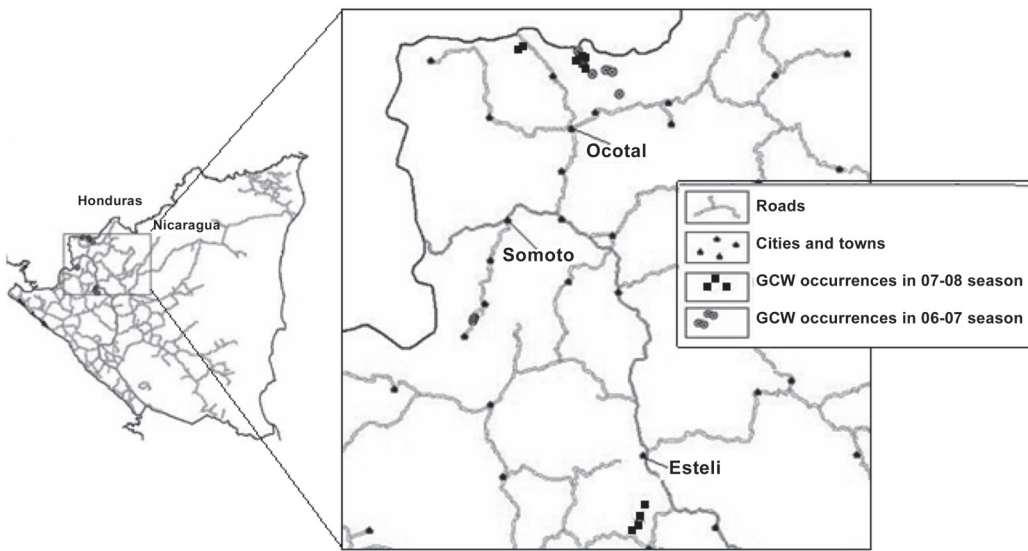 Honduras
Nicaragua
Ocotal
Somoto
Esteli
Roads
Cities and towns
GCW occurrences in 07-08 season
GCW occurrences in 06-07 season